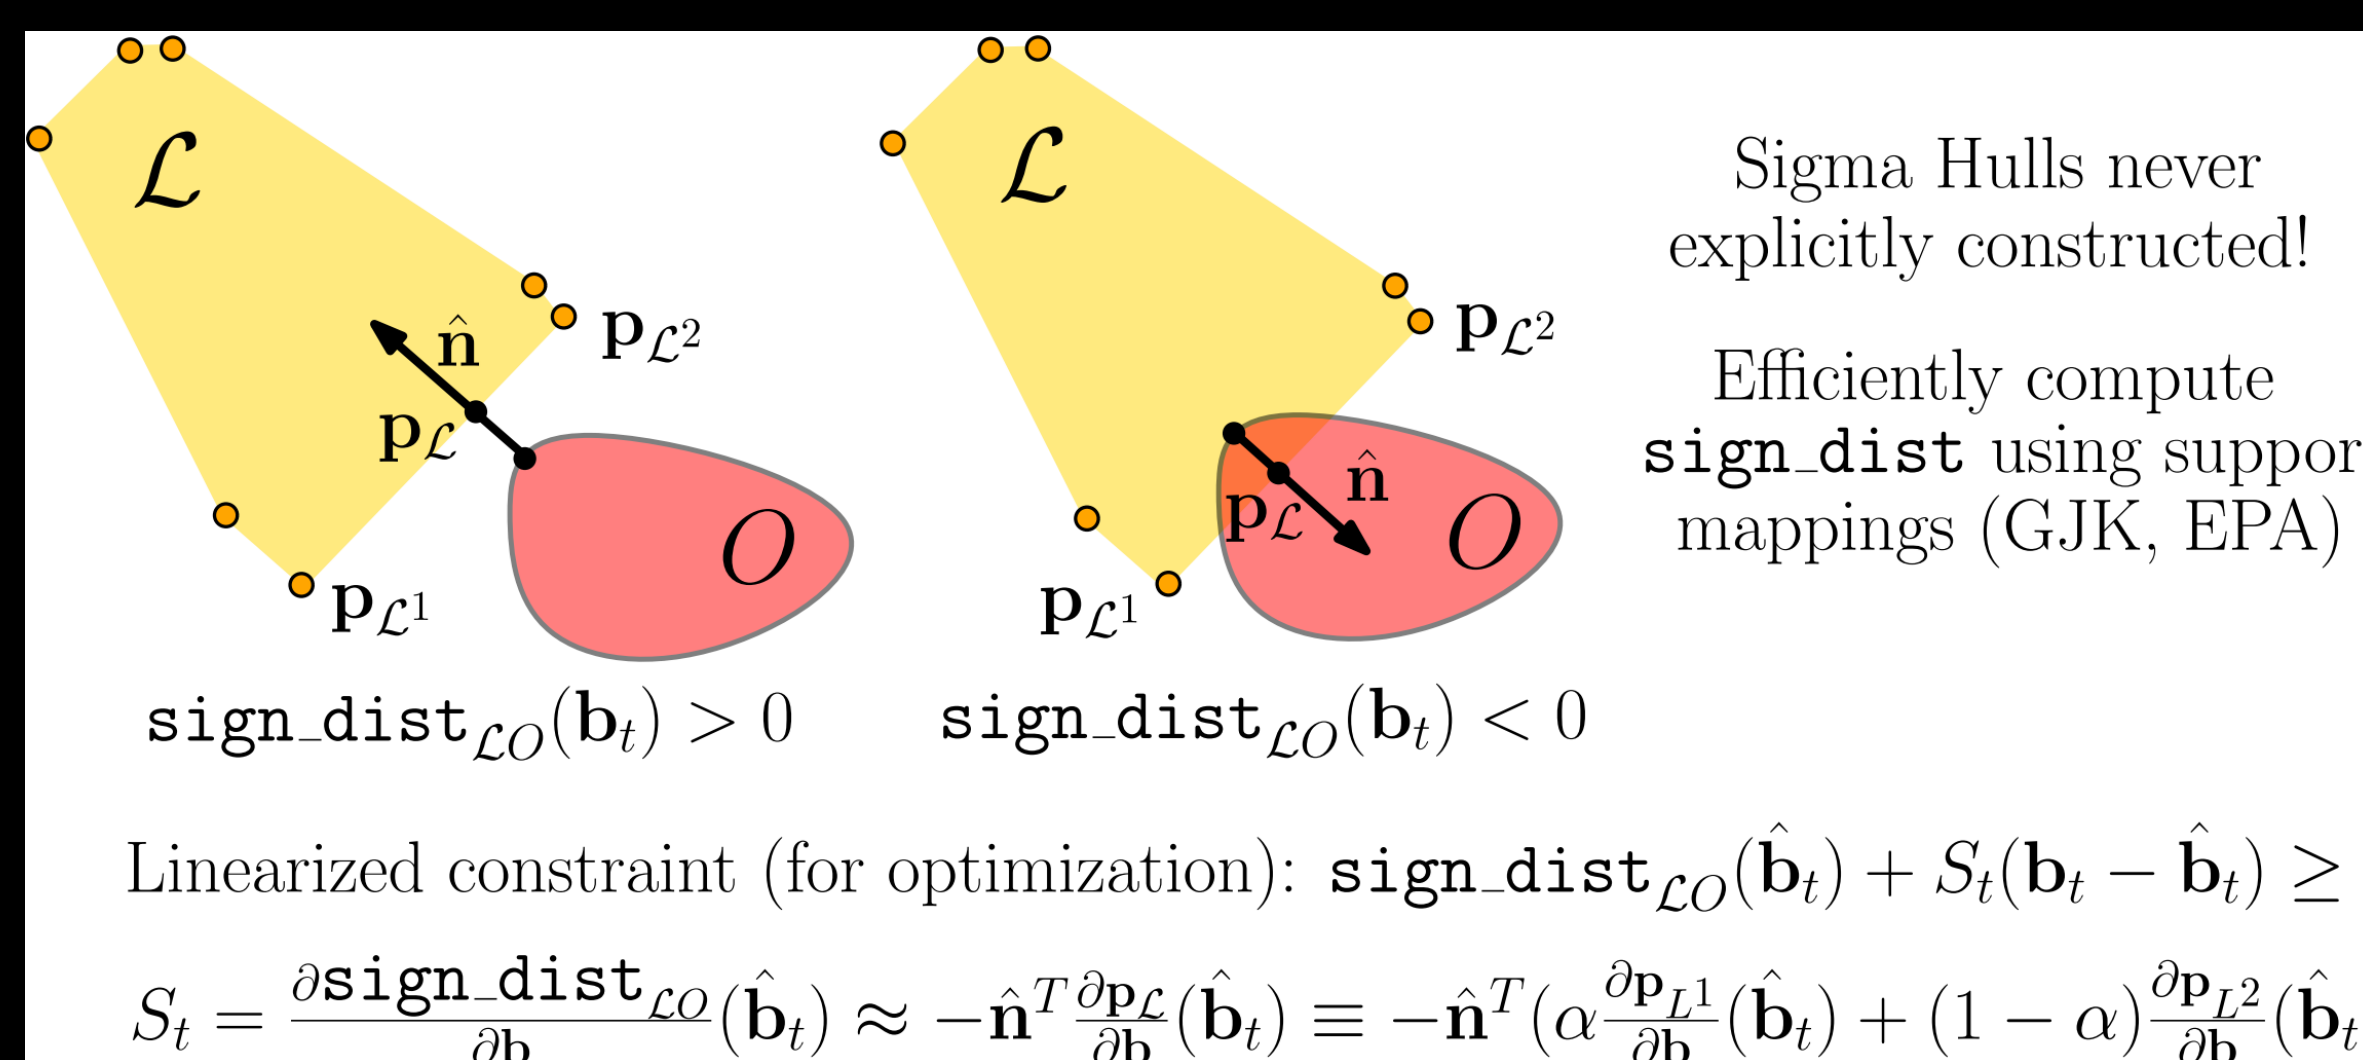 ℒ
n̂
p_ℒ
p_ℒ²
p_ℒ¹
O
sign_dist_ℒO(b_t) > 0
ℒ
n̂
p_ℒ
p_ℒ²
p_ℒ¹
O
sign_dist_ℒO(b_t) < 0
Sigma Hulls never
explicitly constructed!
Efficiently compute
sign_dist using suppor
mappings (GJK, EPA)
Linearized constraint (for optimization): sign_dist_ℒO(b̂_t) + S_t(b_t − b̂_t) ≥
S_t = ∂sign_dist_ℒO/∂b (b̂_t) ≈ −n̂^T ∂p_ℒ/∂b (b̂_t) ≡ −n̂^T(α ∂p_L¹/∂b (b̂_t) + (1 − α) ∂p_L²/∂b (b̂_t